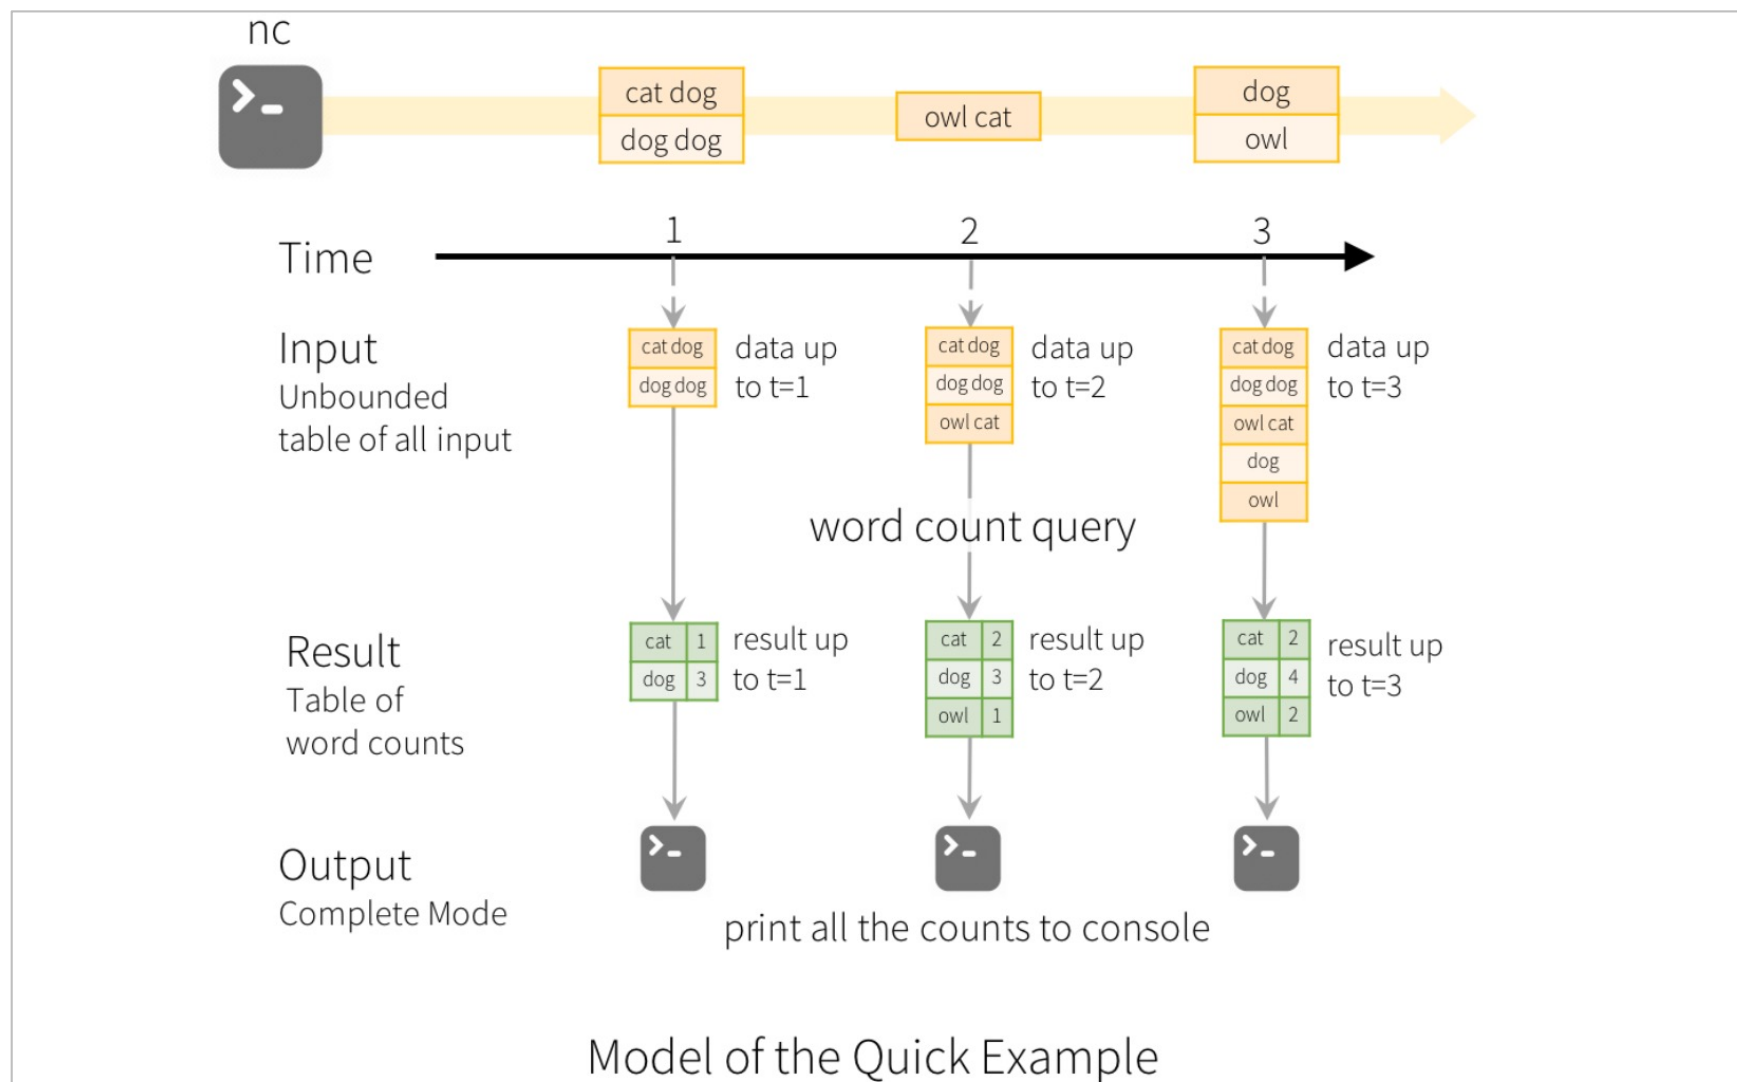 nc
cat dog
dog dog
owl cat
dog
owl
Time
1
2
3
Input
Unbounded
table of all input
cat dog
dog dog
data up
to t=1
cat dog
dog dog
owl cat
data up
to t=2
cat dog
dog dog
owl cat
dog
owl
data up
to t=3
word count query
Result
Table of
word counts
cat 1
dog 3
result up
to t=1
cat 2
dog 3
owl 1
result up
to t=2
cat 2
dog 4
owl 2
result up
to t=3
Output
Complete Mode
print all the counts to console
Model of the Quick Example